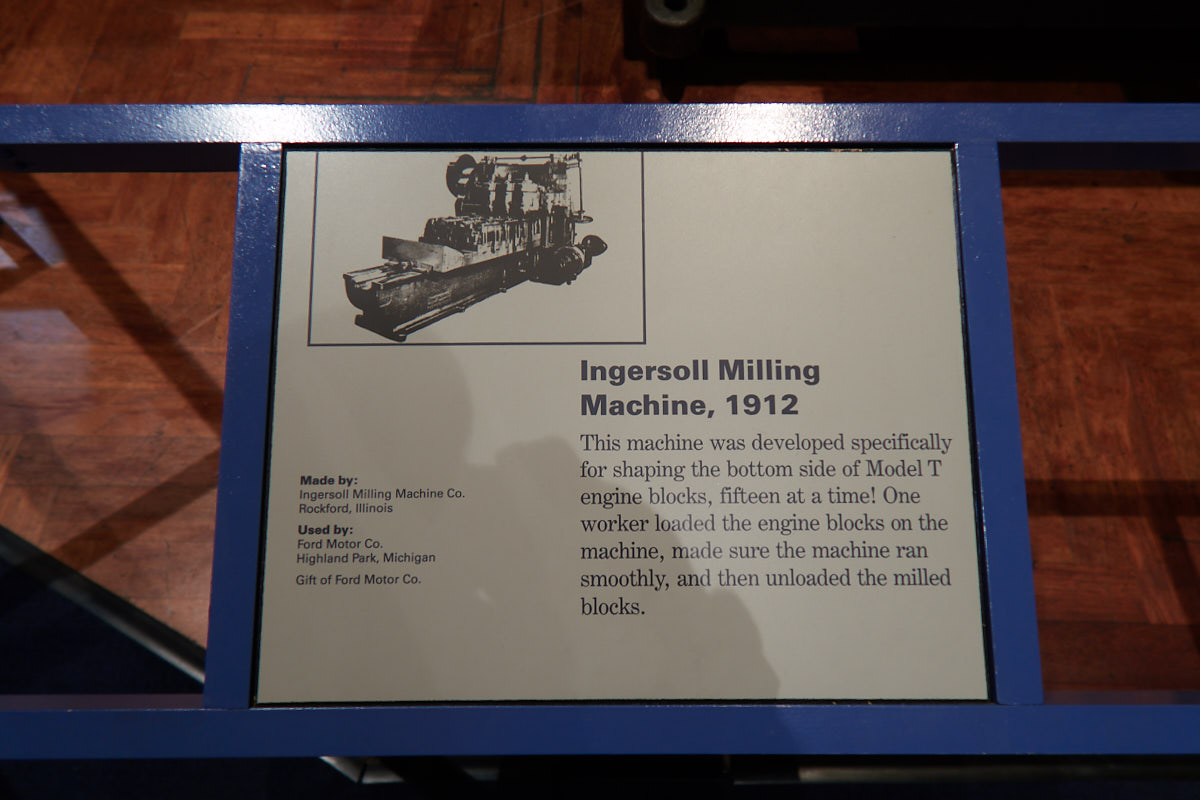 Ingersoll Milling
Machine, 1912
This machine was developed specifically
for shaping the bottom side of Model T
engine blocks, fifteen at a time! One
worker loaded the engine blocks on the
machine, made sure the machine ran
smoothly, and then unloaded the milled
blocks.
Made by:
Ingersoll Milling Machine Co.
Rockford, Illinois
Used by:
Ford Motor Co.
Highland Park, Michigan
Gift of Ford Motor Co.